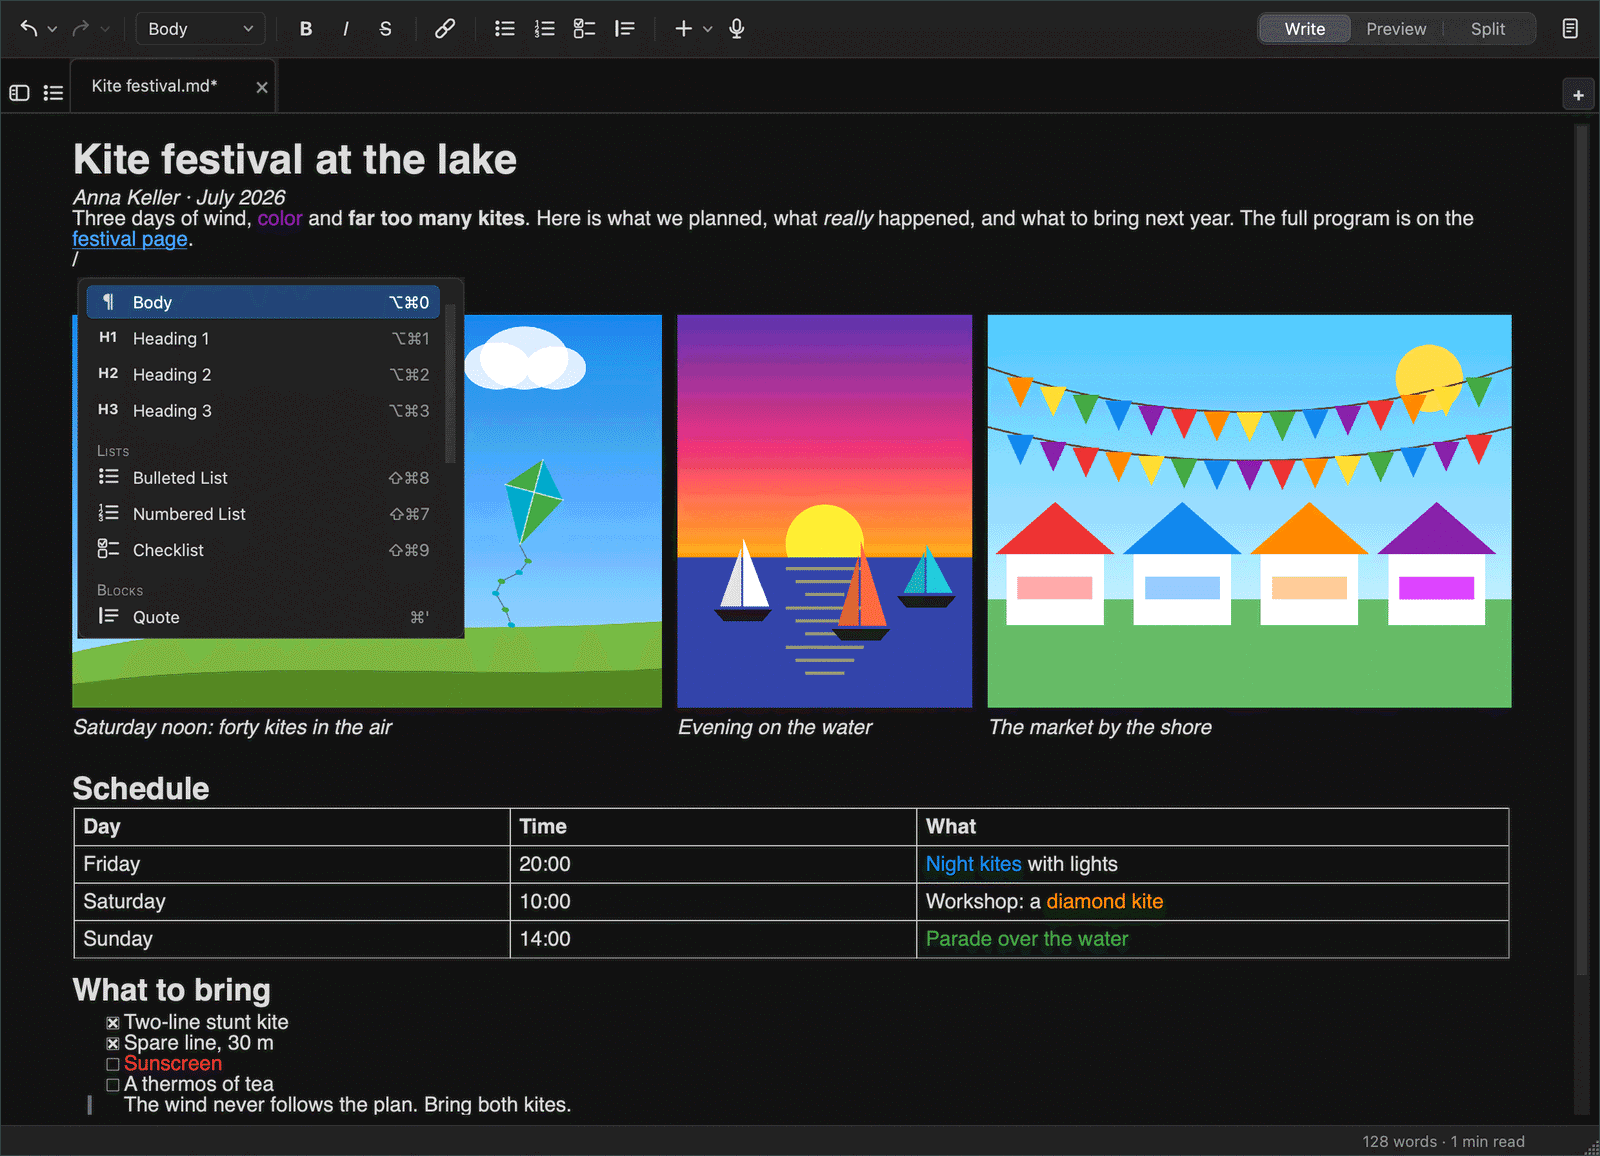 Body
B I S
Write Preview Split
Kite festival.md*
Kite festival at the lake
Anna Keller · July 2026
Three days of wind, color and far too many kites. Here is what we planned, what really happened, and what to bring next year. The full program is on the
festival page.
/
¶ Body ⌥⌘0
H1 Heading 1 ⌥⌘1
H2 Heading 2 ⌥⌘2
H3 Heading 3 ⌥⌘3
Lists
Bulleted List ⇧⌘8
Numbered List ⇧⌘7
Checklist ⇧⌘9
Blocks
Quote ⌘'
Saturday noon: forty kites in the air
Evening on the water
The market by the shore
Schedule
Day Time What
Friday 20:00 Night kites with lights
Saturday 10:00 Workshop: a diamond kite
Sunday 14:00 Parade over the water
What to bring
Two-line stunt kite
Spare line, 30 m
Sunscreen
A thermos of tea
The wind never follows the plan. Bring both kites.
128 words · 1 min read